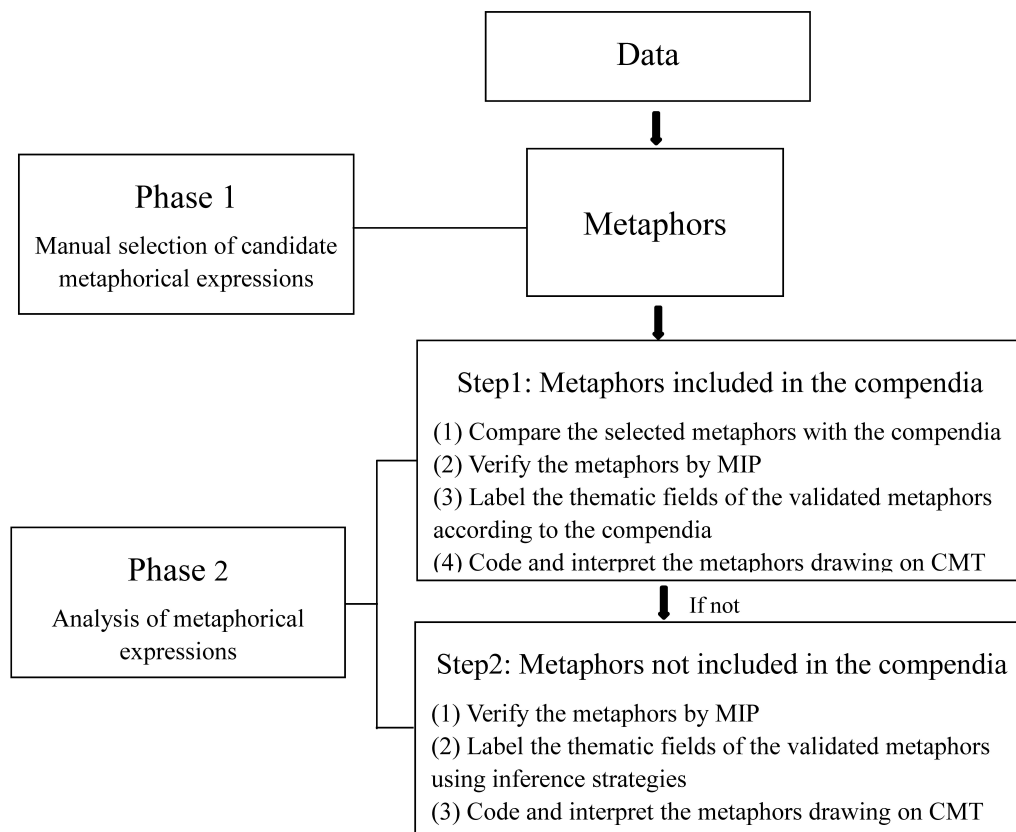 Data
Phase 1
Manual selection of candidate
metaphorical expressions
Metaphors
Step1: Metaphors included in the compendia
(1) Compare the selected metaphors with the compendia
(2) Verify the metaphors by MIP
(3) Label the thematic fields of the validated metaphors
according to the compendia
(4) Code and interpret the metaphors drawing on CMT
Phase 2
Analysis of metaphorical
expressions
If not
Step2: Metaphors not included in the compendia
(1) Verify the metaphors by MIP
(2) Label the thematic fields of the validated metaphors
using inference strategies
(3) Code and interpret the metaphors drawing on CMT